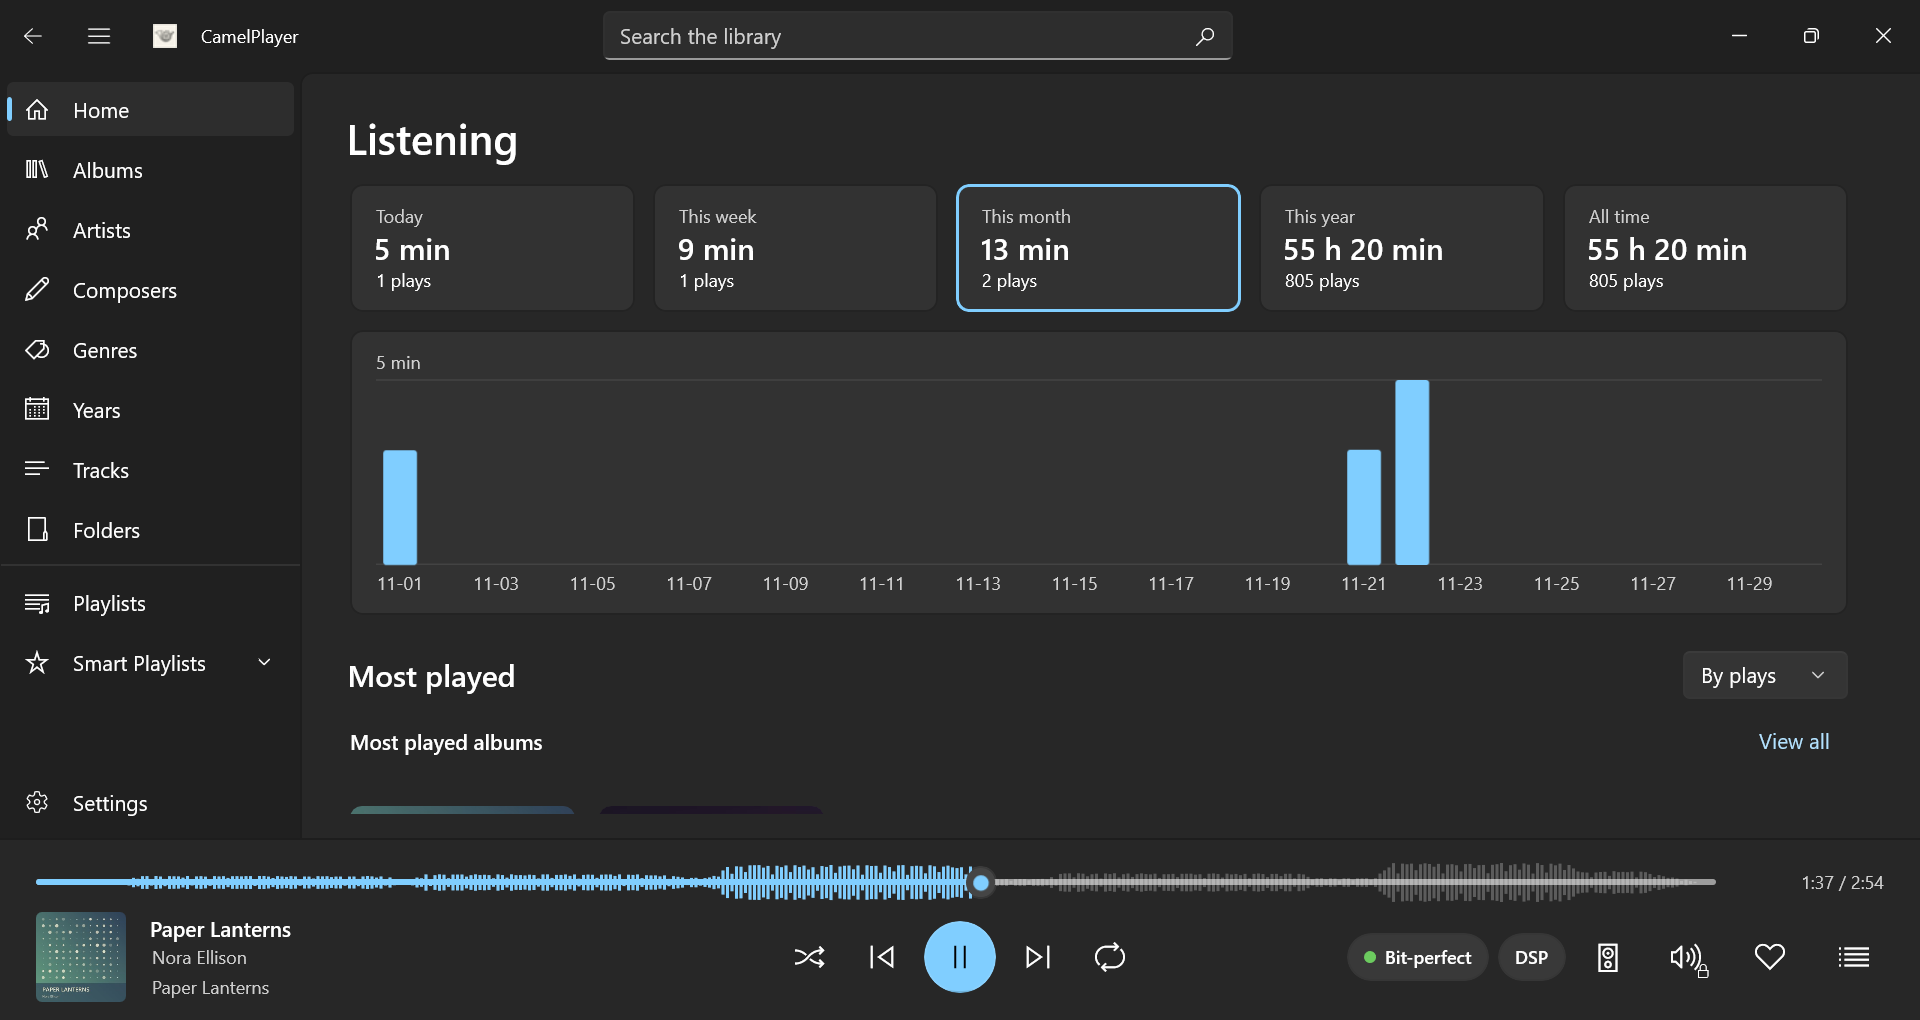 CamelPlayer
Search the library
Home
Albums
Artists
Composers
Genres
Years
Tracks
Folders
Playlists
Smart Playlists
Settings
Listening
Today
5 min
1 plays
This week
9 min
1 plays
This month
13 min
2 plays
This year
55 h 20 min
805 plays
All time
55 h 20 min
805 plays
5 min
11-01 11-03 11-05 11-07 11-09 11-11 11-13 11-15 11-17 11-19 11-21 11-23 11-25 11-27 11-29
Most played
By plays
Most played albums
View all
1:37 / 2:54
PAPER LANTERNS
Paper Lanterns
Nora Ellison
Paper Lanterns
Bit-perfect
DSP